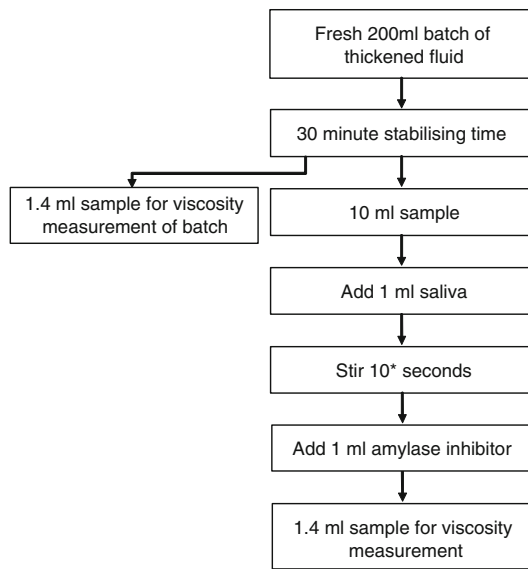 Fresh 200ml batch of
thickened fluid
30 minute stabilising time
1.4 ml sample for viscosity
measurement of batch
10 ml sample
Add 1 ml saliva
Stir 10* seconds
Add 1 ml amylase inhibitor
1.4 ml sample for viscosity
measurement